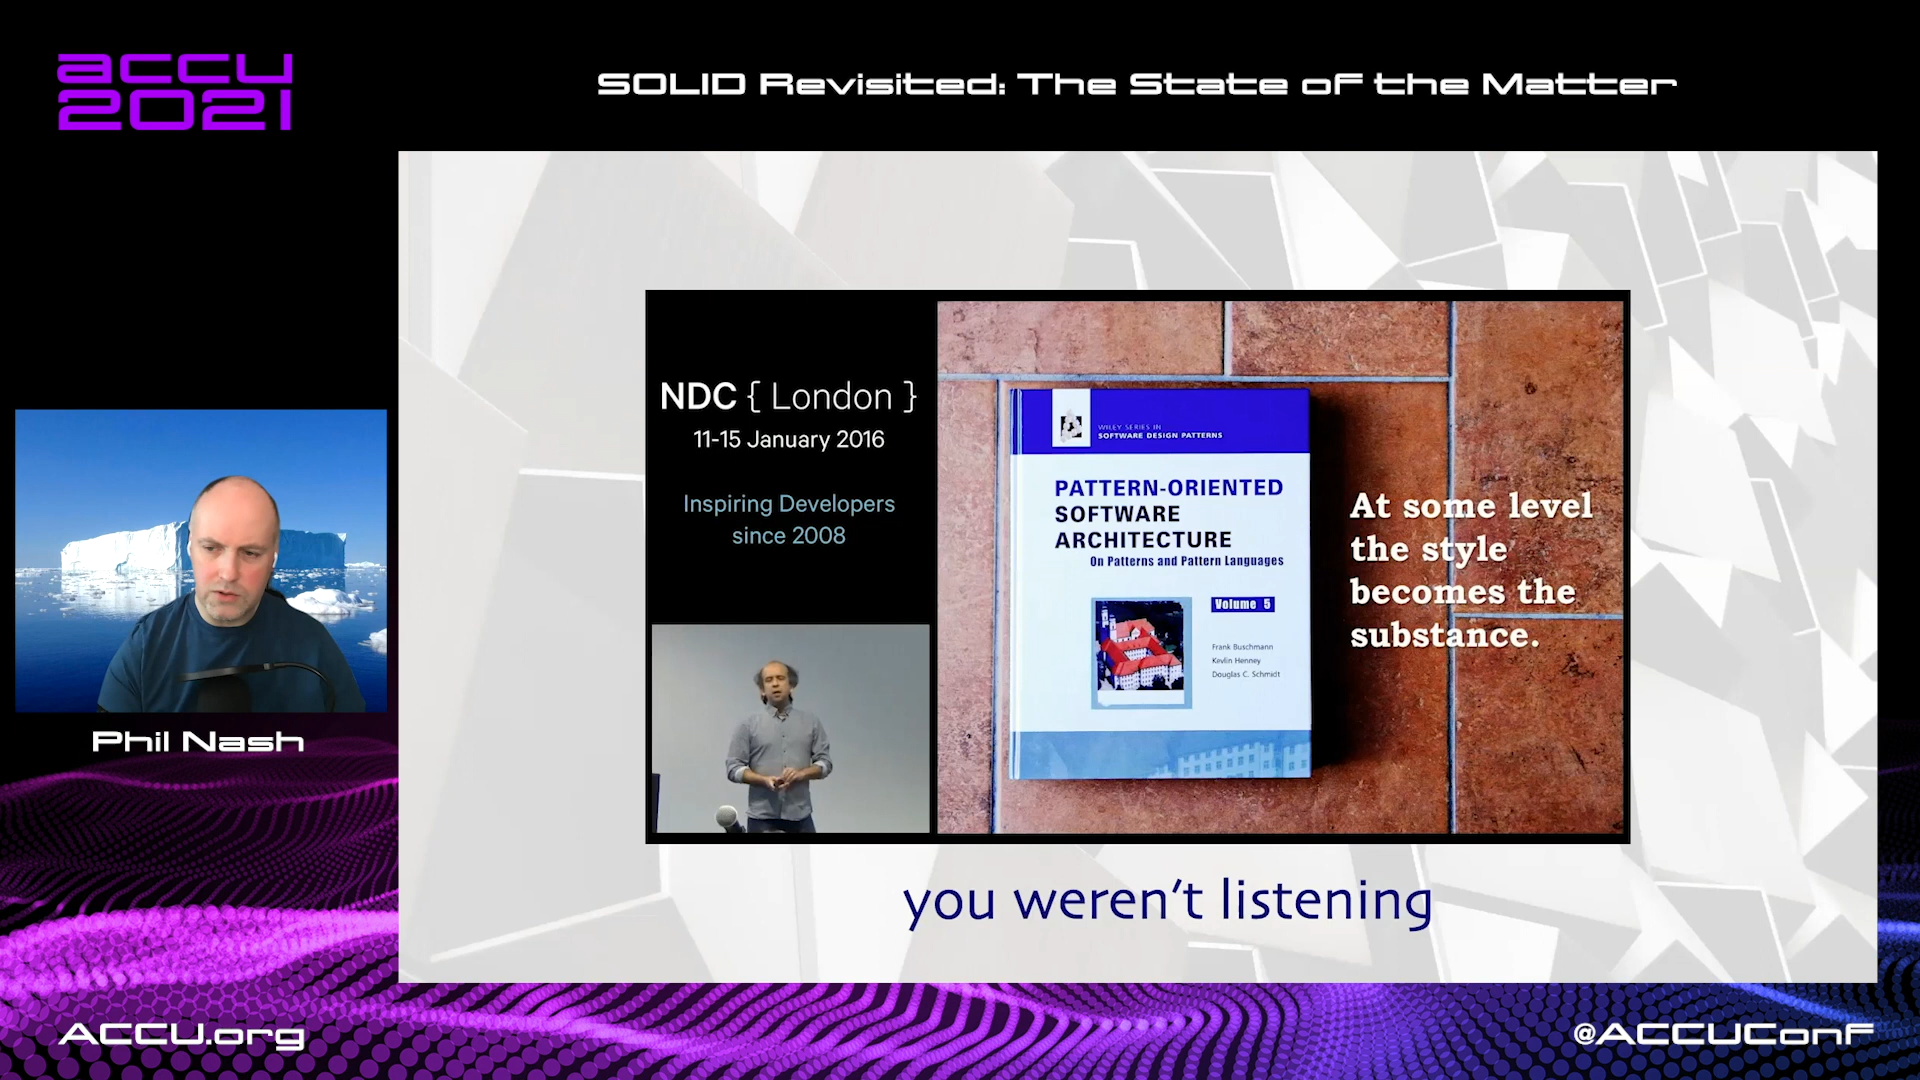 accu
2021
SOLID Revisited: The State of the Matter
NDC { London }
11-15 January 2016
Inspiring Developers
since 2008
WILEY SERIES IN
SOFTWARE DESIGN PATTERNS
PATTERN-ORIENTED
SOFTWARE
ARCHITECTURE
On Patterns and Pattern Languages
Volume 5
Frank Buschmann
Kevlin Henney
Douglas C. Schmidt
At some level
the style
becomes the
substance.
Phil Nash
you weren't listening
ACCU.org
@ACCUConf